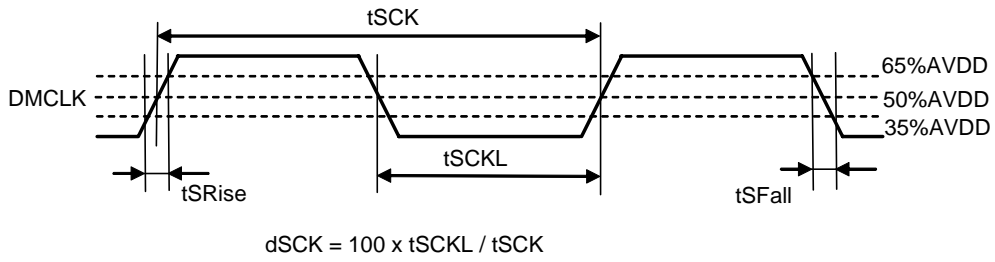 tSCK
65%AVDD
DMCLK
50%AVDD
35%AVDD
tSCKL
tSRise
tSFall
dSCK = 100 x tSCKL / tSCK